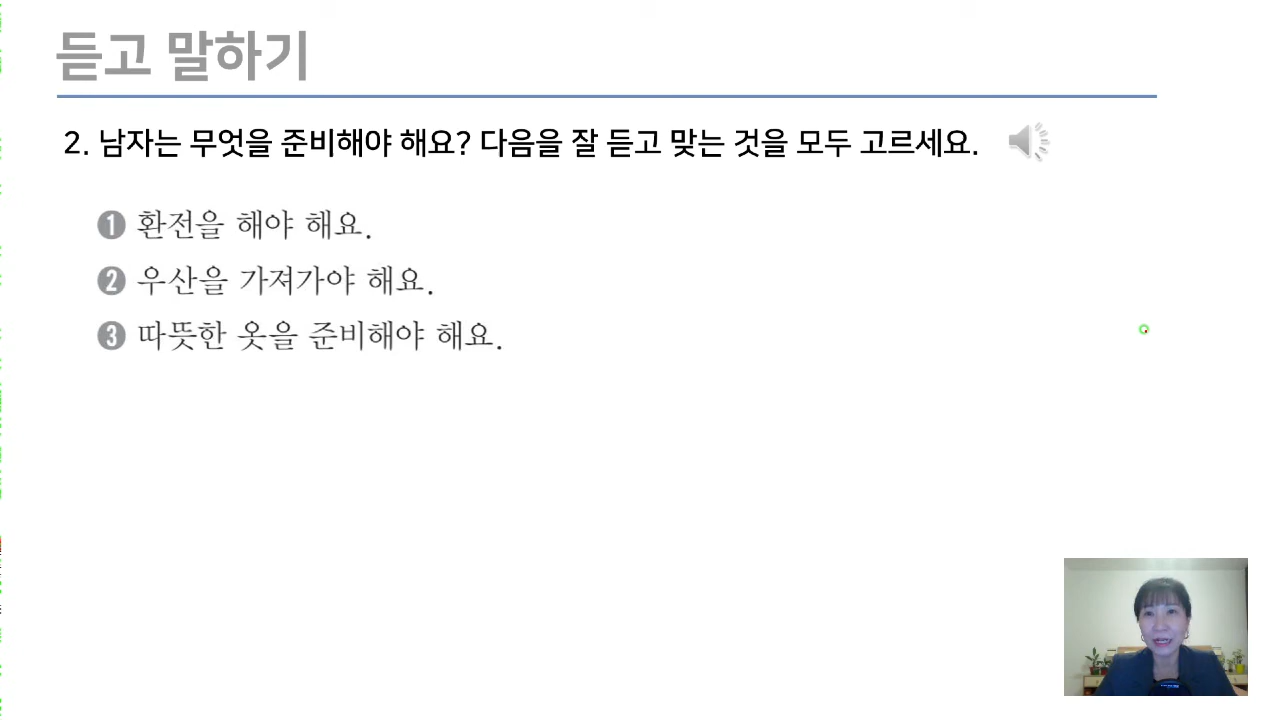 듣고 말하기
2. 남자는 무엇을 준비해야 해요? 다음을 잘 듣고 맞는 것을 모두 고르세요.
1 환전을 해야 해요.
2 우산을 가져가야 해요.
3 따뜻한 옷을 준비해야 해요.